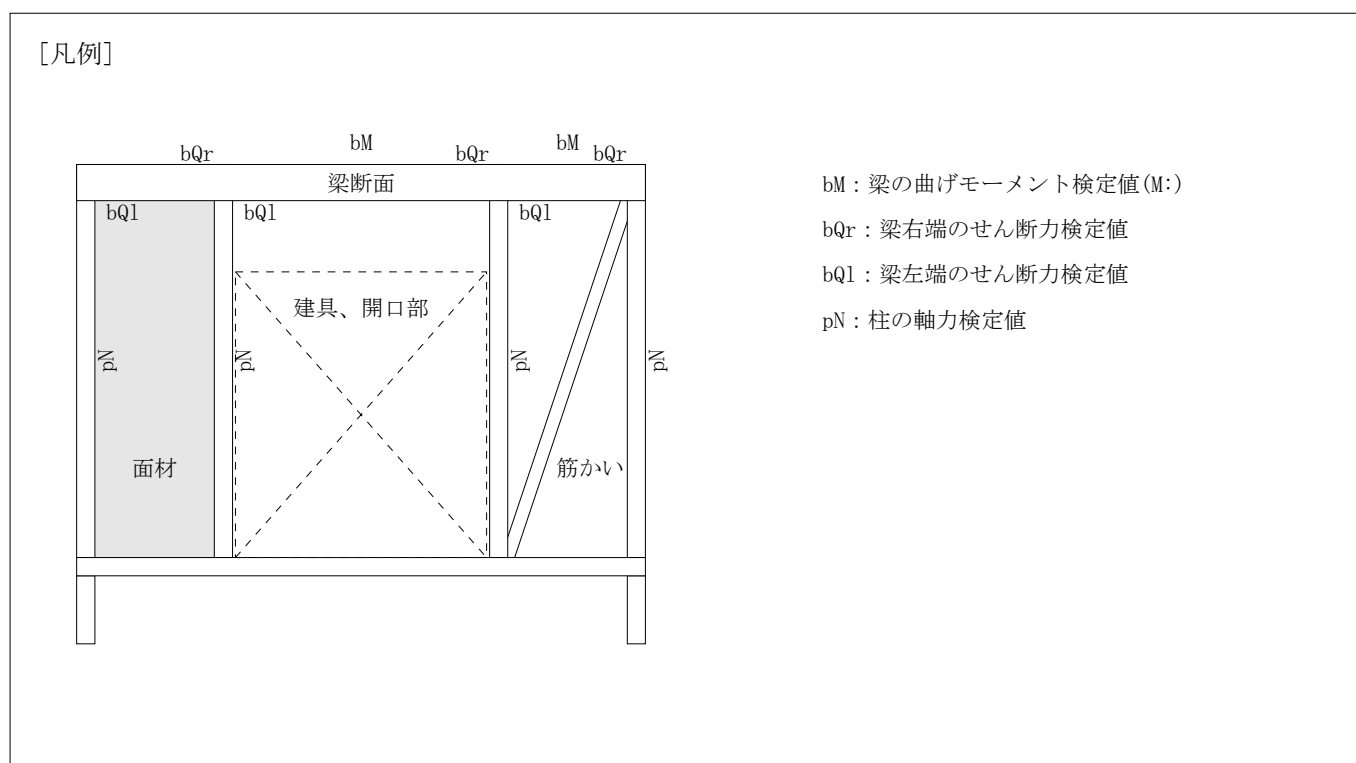 [凡例]
bM bM
bQr bQr bQr
梁断面
bQl bQl bQl
建具、開口部
pN pN pN pN
面材 筋かい
bM：梁の曲げモーメント検定値(M:)
bQr：梁右端のせん断力検定値
bQl：梁左端のせん断力検定値
pN：柱の軸力検定値